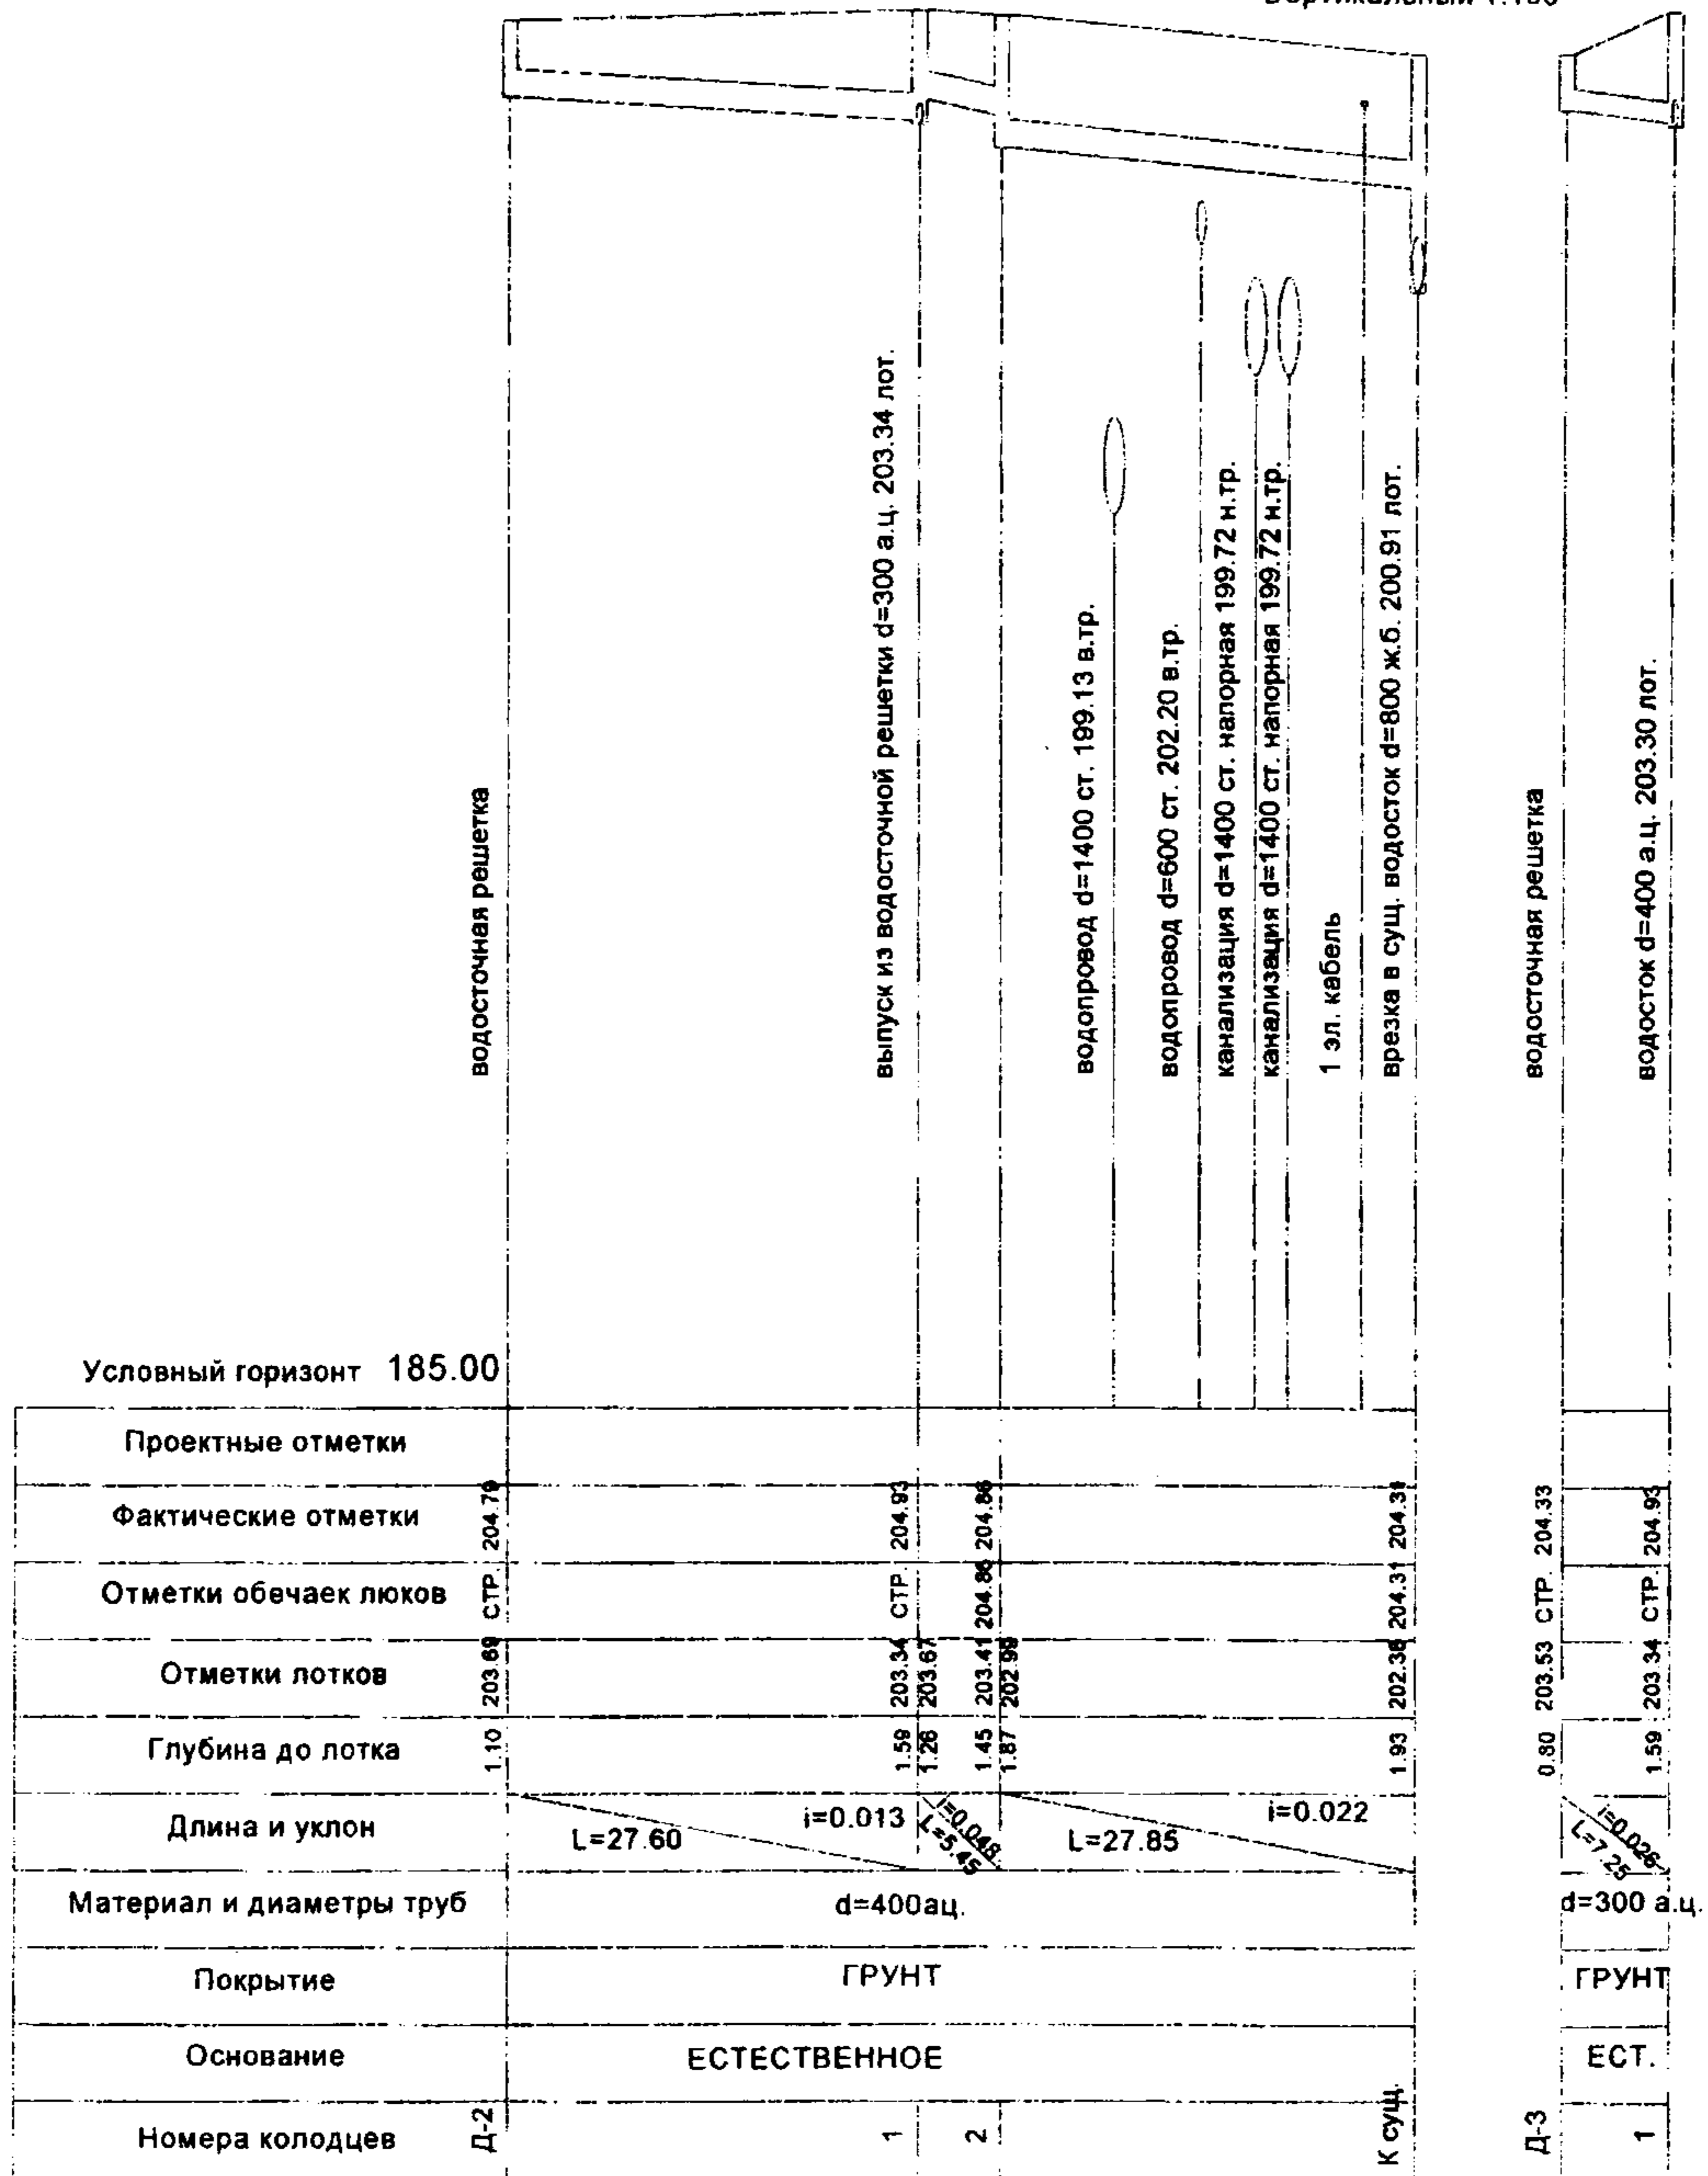 водосточная решетка
выпуск из водосточной решетки d=300 а.ц. 203.34 лот.
водопровод d=1400 ст. 199.13 в.тр.
водопровод d=600 ст. 202.20 в.тр.
канализация d=1400 ст. напорная 199.72 н.тр.
канализация d=1400 ст. напорная 199.72 н.тр.
1 эл. кабель
врезка в сущ. водосток d=800 ж.б. 200.91 лот.
водосточная решетка
водосток d=400 а.ц. 203.30 лот.
Условный горизонт 185.00
Проектные отметки
Фактические отметки 204.79 204.93 204.86 204.31 204.33 204.93
Отметки обечаек люков СТР. СТР. 204.86 204.31 СТР. СТР.
Отметки лотков 203.69 203.34 203.67 203.41 202.99 202.38 203.53 203.34
Глубина до лотка 1.10 1.59 1.26 1.45 1.87 1.93 0.80 1.59
Длина и уклон L=27.60 i=0.013 i=0.048 L=5.45 L=27.85 i=0.022 i=0.026 L=7.25
Материал и диаметры труб d=400ац. d=300 а.ц.
Покрытие ГРУНТ ГРУНТ
Основание ЕСТЕСТВЕННОЕ ЕСТ.
Номера колодцев Д-2 1 2 К сущ. Д-3 1